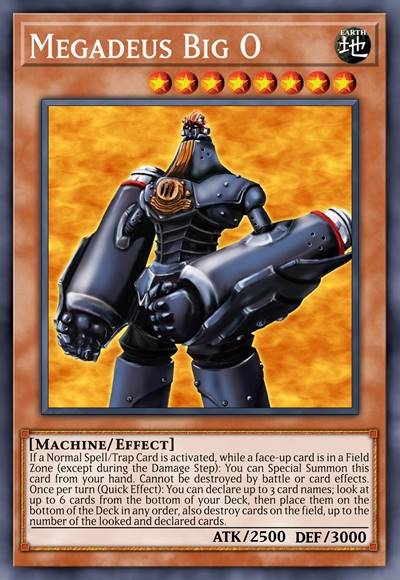 Megadeus Big O
EARTH
地
[Machine/Effect]
If a Normal Spell/Trap Card is activated, while a face-up card is in a Field
Zone (except during the Damage Step): You can Special Summon this
card from your hand. Cannot be destroyed by battle or card effects.
Once per turn (Quick Effect): You can declare up to 3 card names; look at
up to 6 cards from the bottom of your Deck, then place them on the
bottom of the Deck in any order, also destroy cards on the field, up to the
number of the looked and declared cards.
ATK/2500 DEF/3000